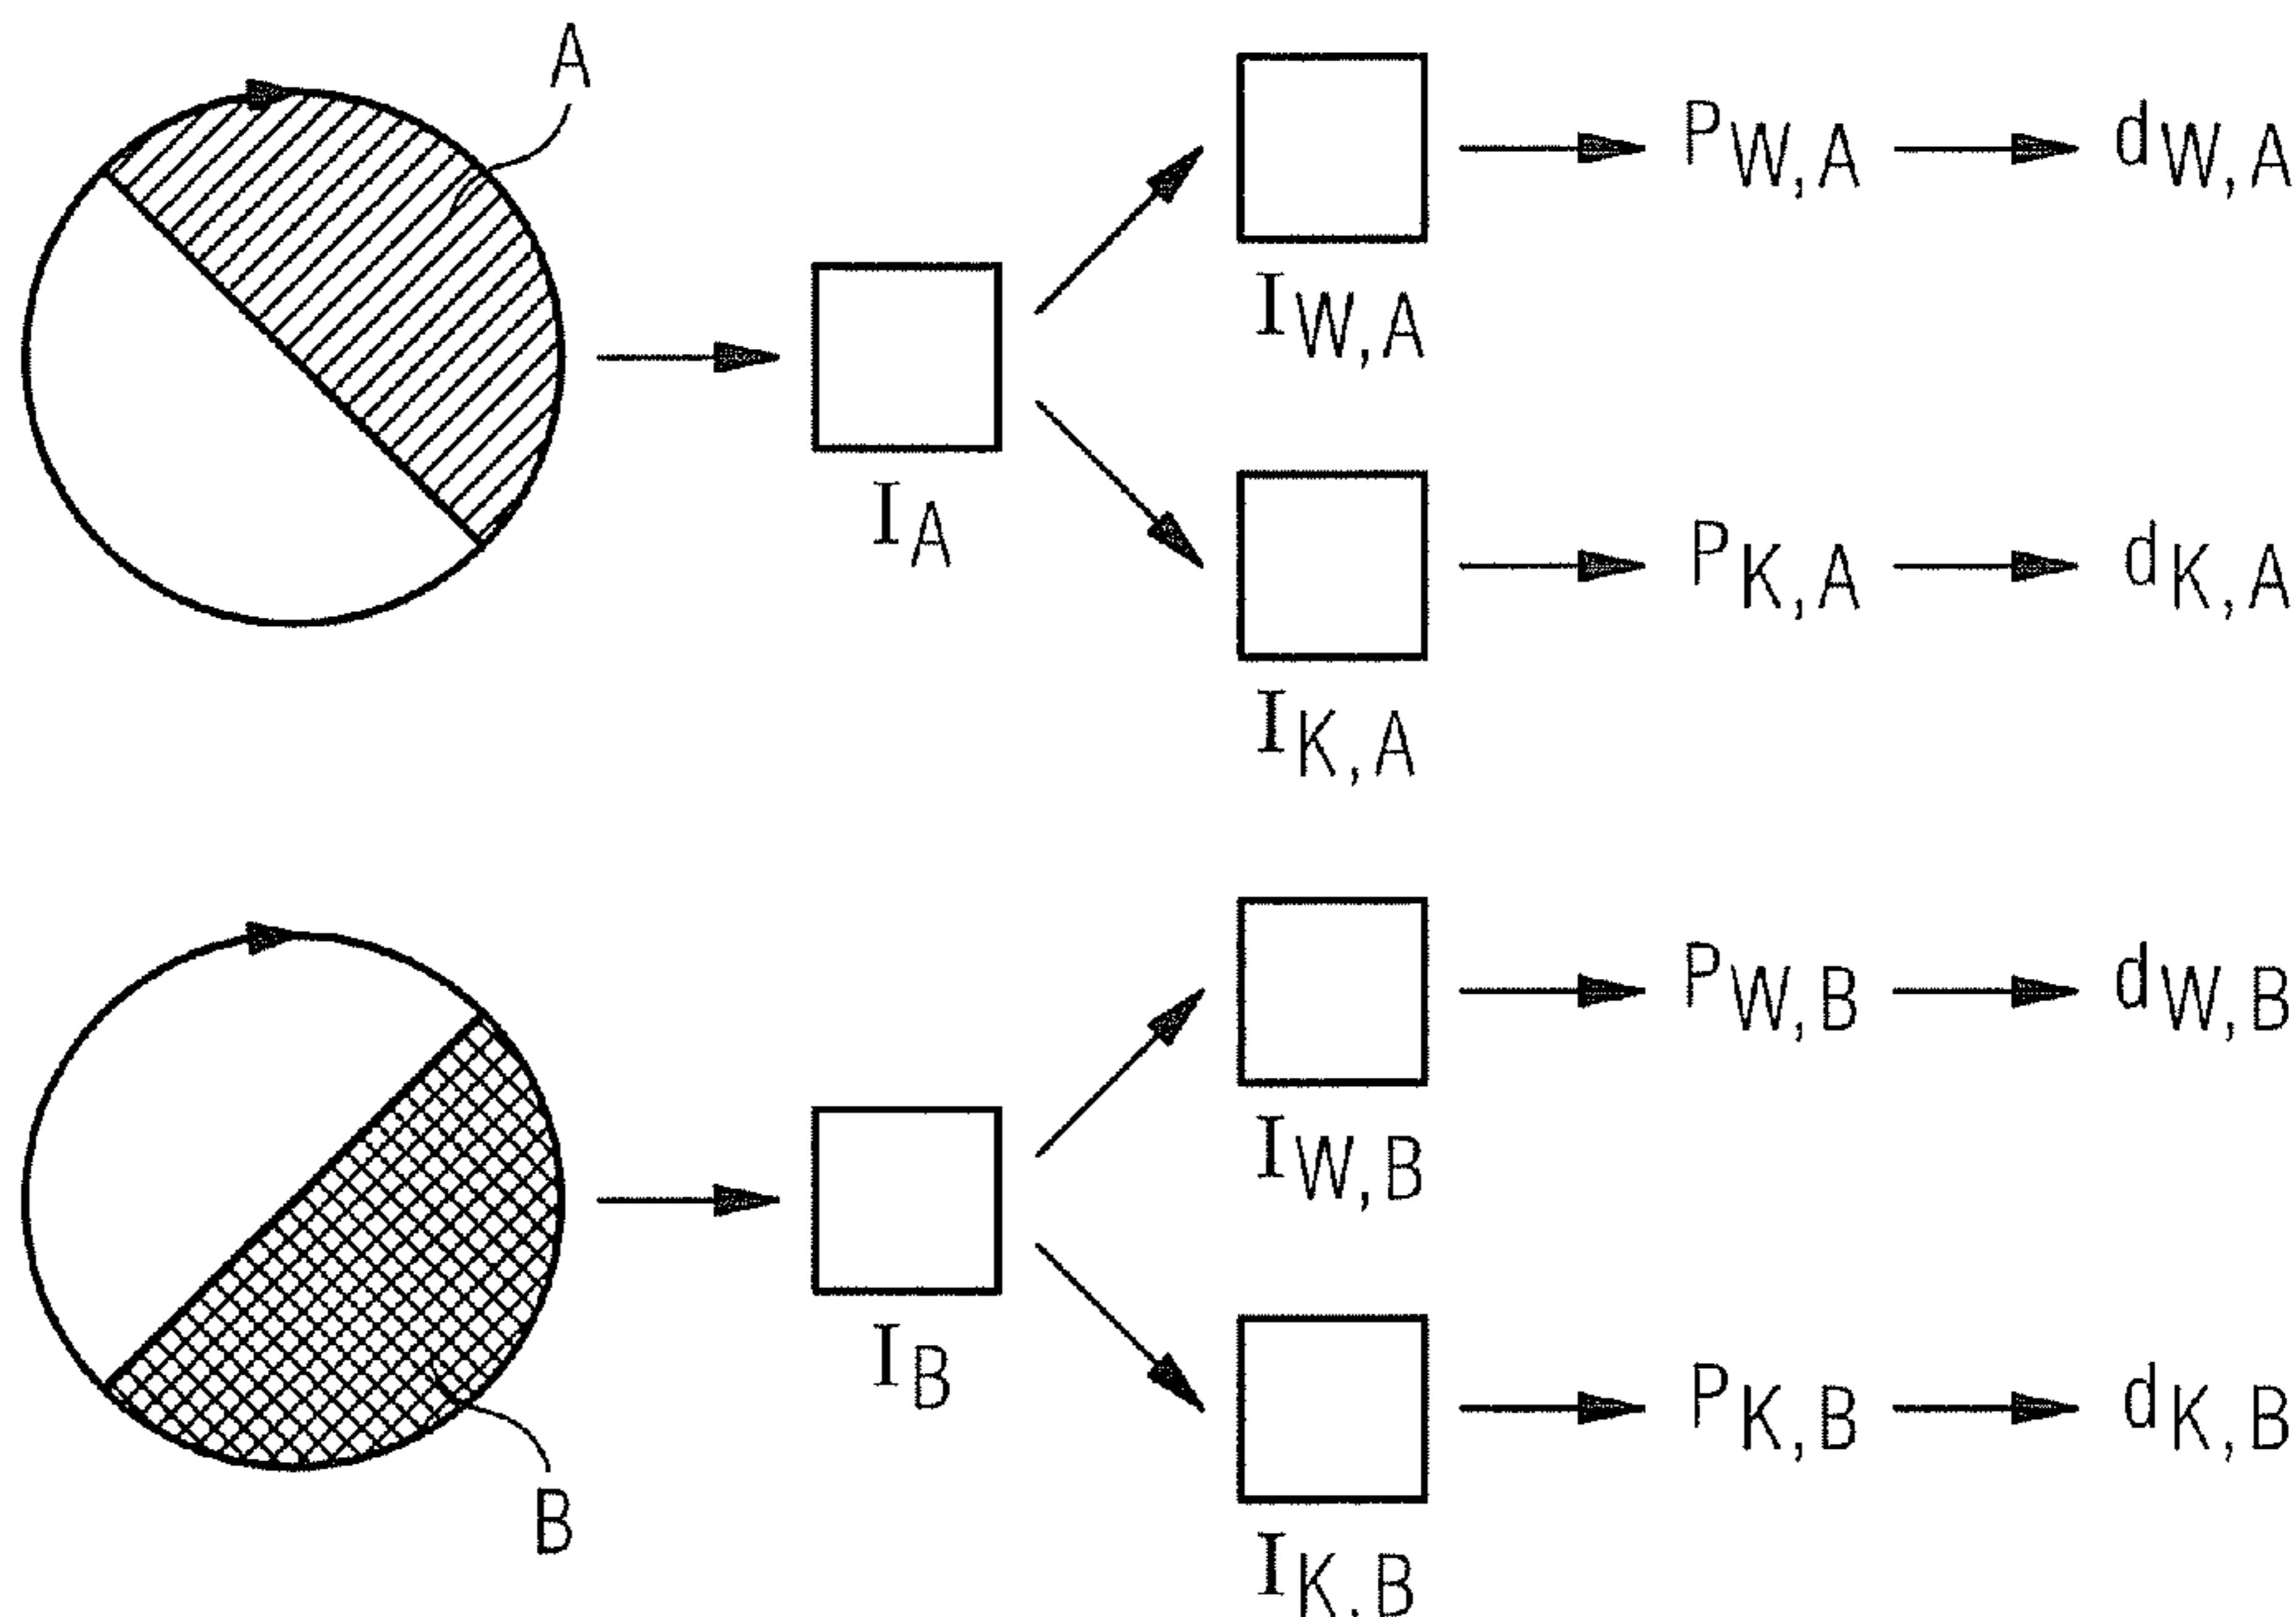 A
P W,A d W,A
I W,A
I A
P K,A d K,A
I K,A
P W,B d W,B
I W,B
I B
P K,B d K,B
B
I K,B